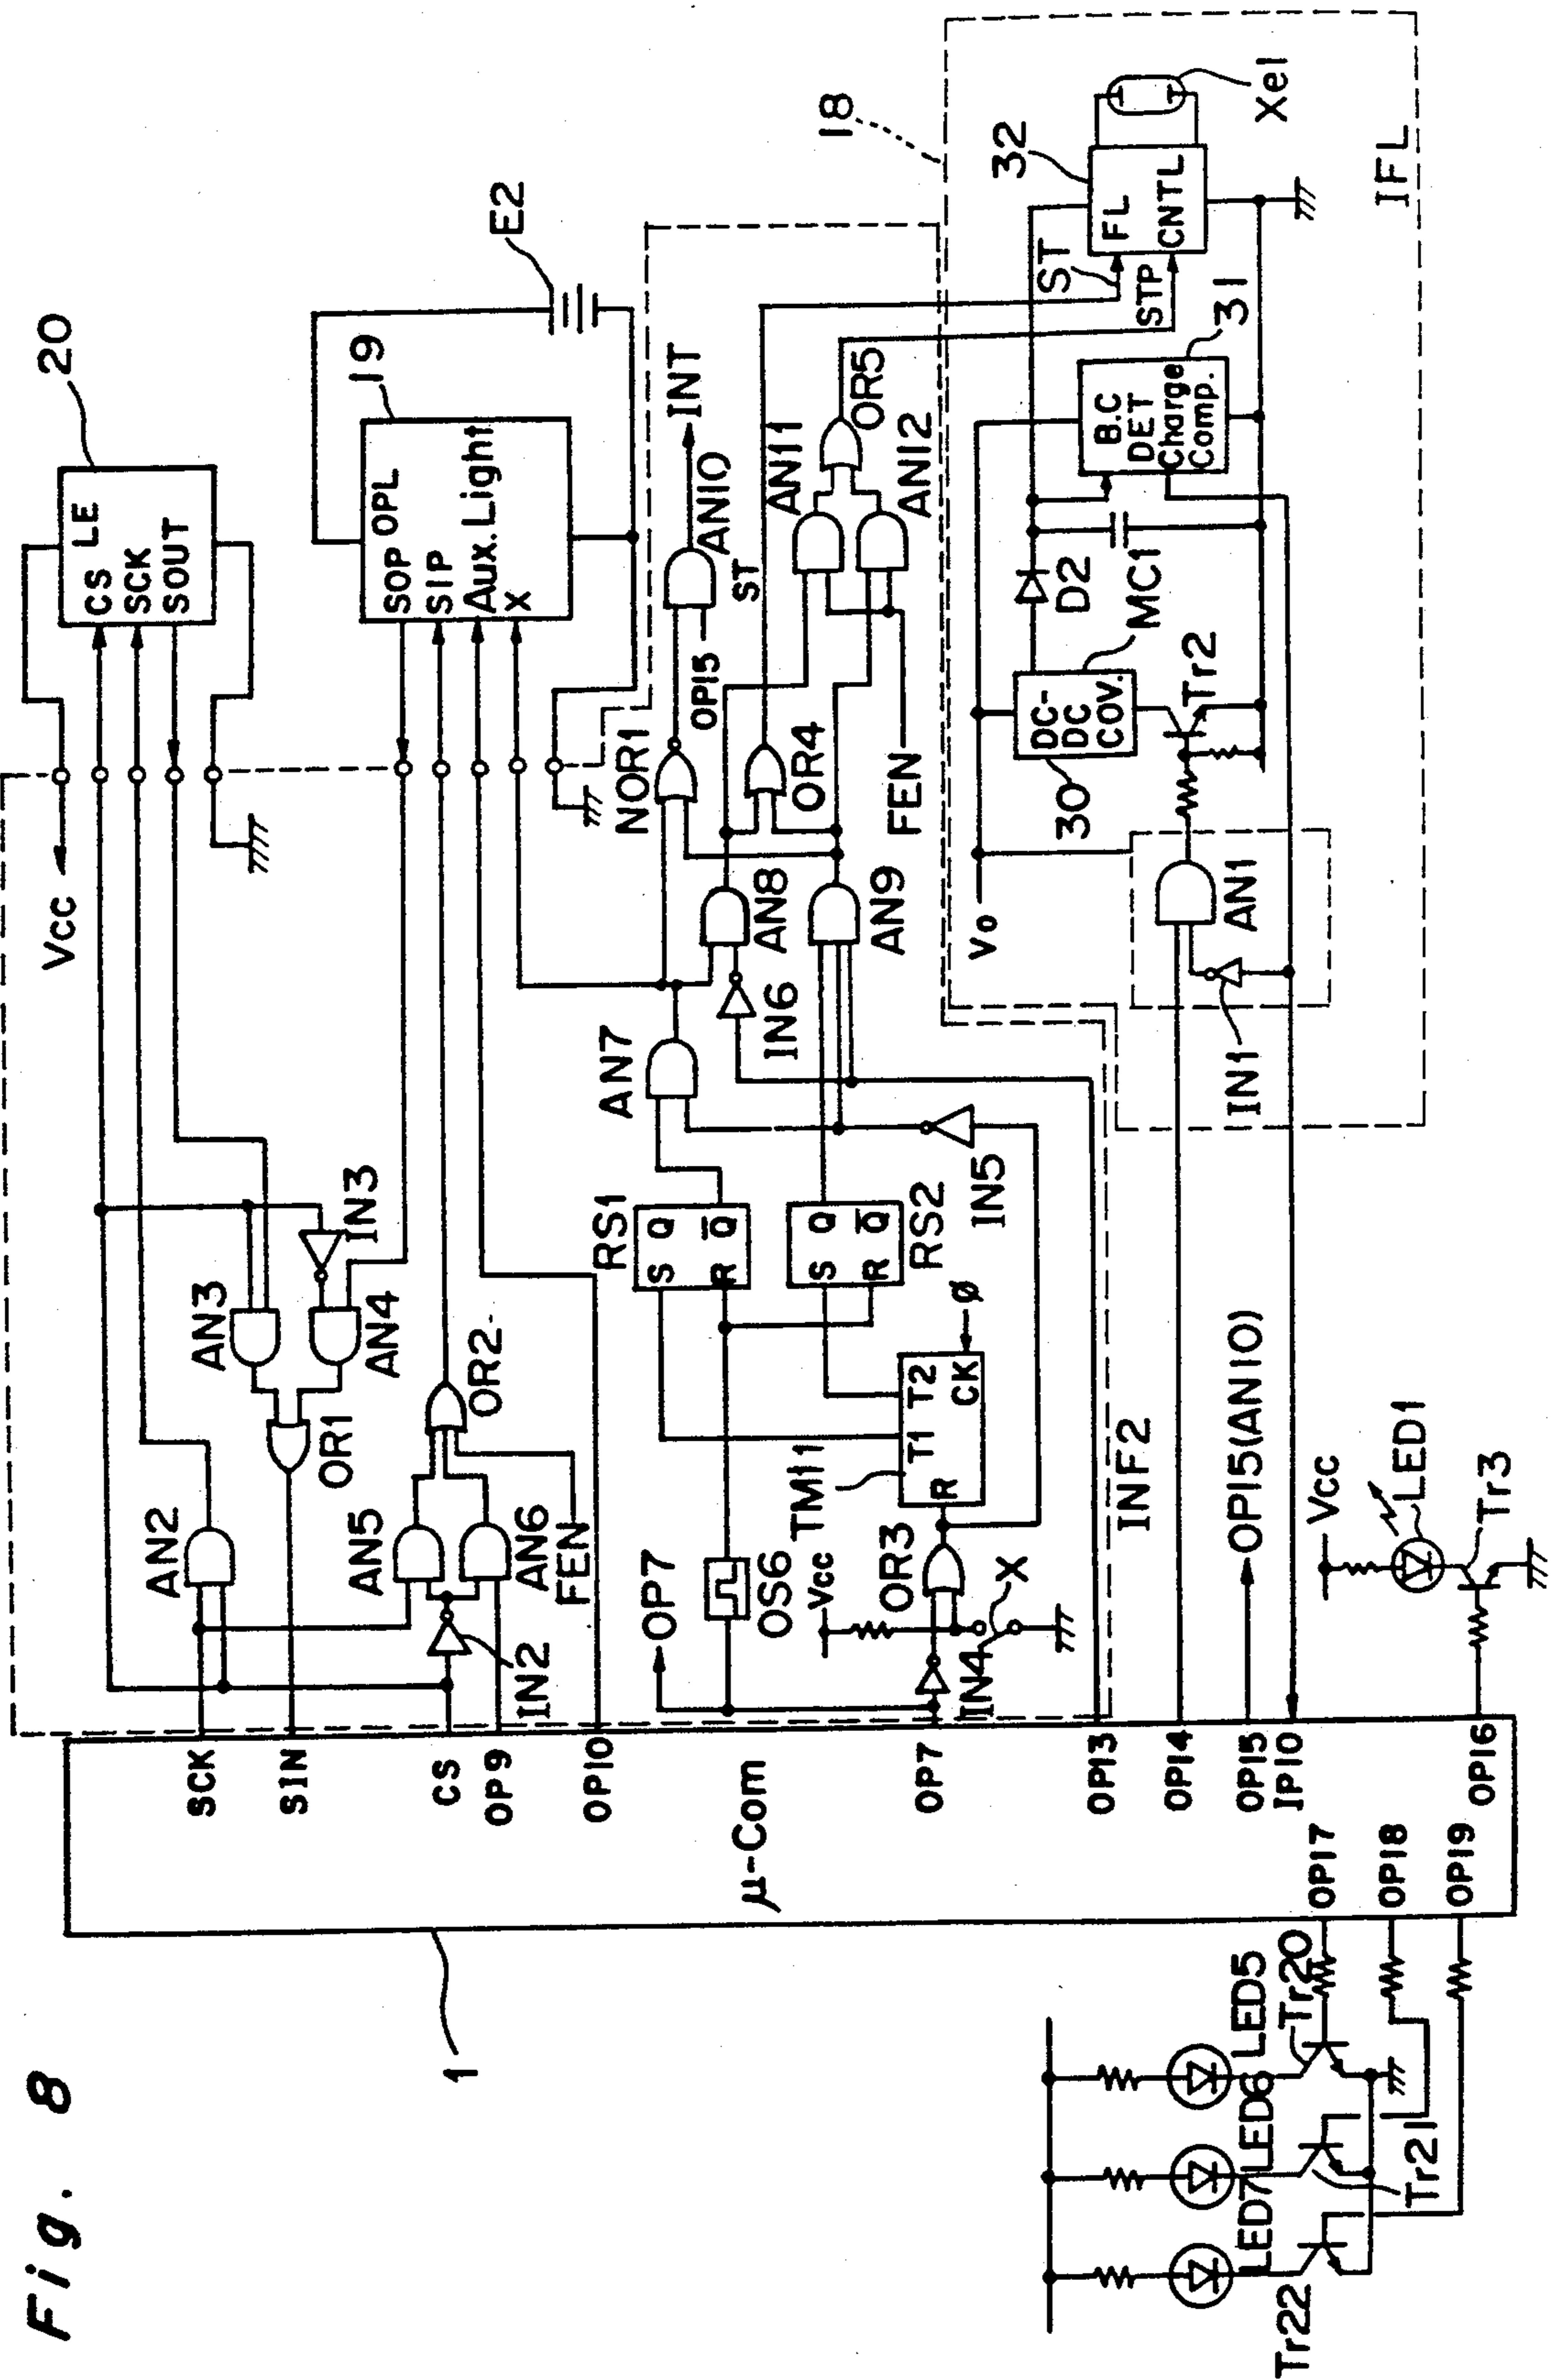 Fig. 8
1
μ-Com
SCK
SIN
CS
OP9
OP10
OP7
OP13
OP14
OP15
IP10
OP16
OP17
OP18
OP19
Vcc
20
CS
LE
SCK
SOUT
19
SOP
OPL
SIP
Aux.Light
X
E2
AN2
AN3
IN3
AN4
OR1
AN5
OR2
AN6
FEN
IN2
OP7
OS6
RS1
S
Q
R
Q̅
RS2
S
Q
R
Q̅
TM11
T1
T2
R
CK
ø
Vcc
OR3
X
IN4
IN5
INF2
AN7
IN6
AN8
AN9
NOR1
OP15
AN10
INT
OR4
ST
FEN
AN11
AN12
OR5
18
IFL
Vo
30
DC-
DC
COV.
D2
MC1
Tr2
AN1
IN1
31
B.C
DET
Charge
Comp.
32
FL
CNTL
ST
STP
Xe1
OP15(AN10)
Vcc
LED1
Tr3
LED5
Tr20
LED6
Tr21
LED7
Tr22